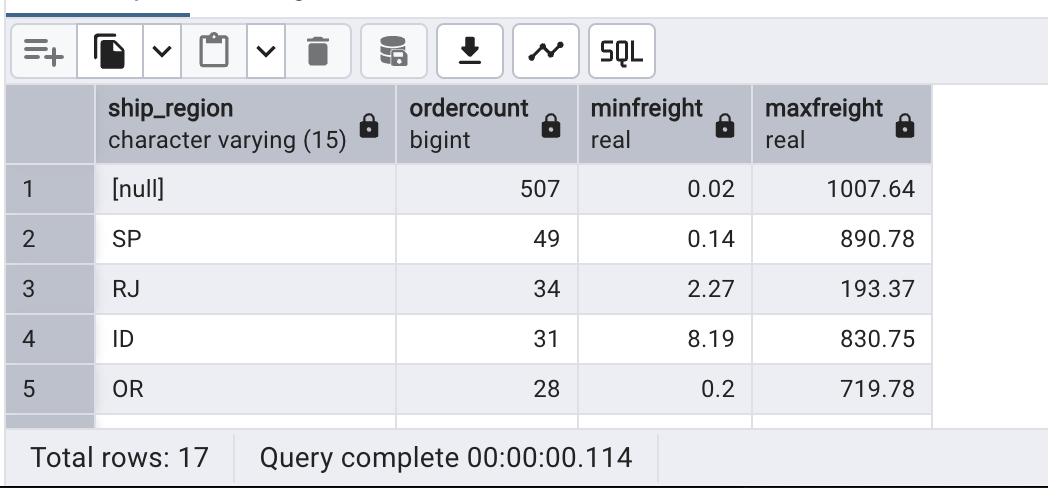 SQL
ship_region ordercount minfreight maxfreight
character varying (15) bigint real real
1 [null] 507 0.02 1007.64
2 SP 49 0.14 890.78
3 RJ 34 2.27 193.37
4 ID 31 8.19 830.75
5 OR 28 0.2 719.78
Total rows: 17 Query complete 00:00:00.114